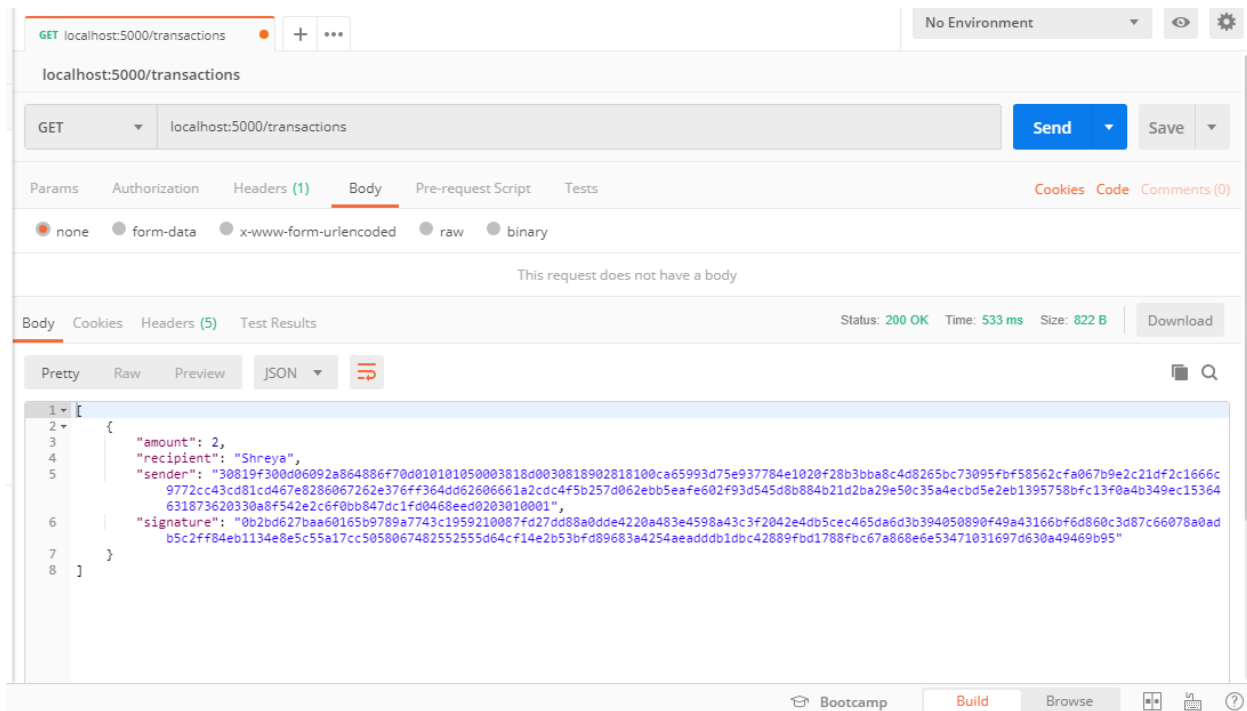 GET localhost:5000/transactions
No Environment
localhost:5000/transactions
GET localhost:5000/transactions Send Save
Params Authorization Headers (1) Body Pre-request Script Tests Cookies Code Comments (0)
none form-data x-www-form-urlencoded raw binary
This request does not have a body
Body Cookies Headers (5) Test Results Status: 200 OK Time: 533 ms Size: 822 B Download
Pretty Raw Preview JSON
1 [
2 {
3 "amount": 2,
4 "recipient": "Shreya",
5 "sender": "30819f300d06092a864886f70d010101050003818d0030818902818100ca65993d75e937784e1020f28b3bba8c4d8265bc73095fbf58562cfa067b9e2c21df2c1666c
9772cc43cd81cd467e8286067262e376ff364dd62606661a2cdc4f5b257d062ebb5eafe602f93d545d8b884b21d2ba29e50c35a4ecbd5e2eb1395758bfc13f0a4b349ec15364
631873620330a8f542e2c6f0bb847dc1fd0468eed0203010001",
6 "signature": "0b2bd627baa60165b9789a7743c1959210087fd27dd88a0dde4220a483e4598a43c3f2042e4db5cec465da6d3b394050890f49a43166bf6d860c3d87c66078a0ad
b5c2ff84eb1134e8e5c55a17cc5058067482552555d64cf14e2b53bfd89683a4254aeadddb1dbc42889fbd1788fbc67a868e6e53471031697d630a49469b95"
7 }
8 ]
Bootcamp Build Browse